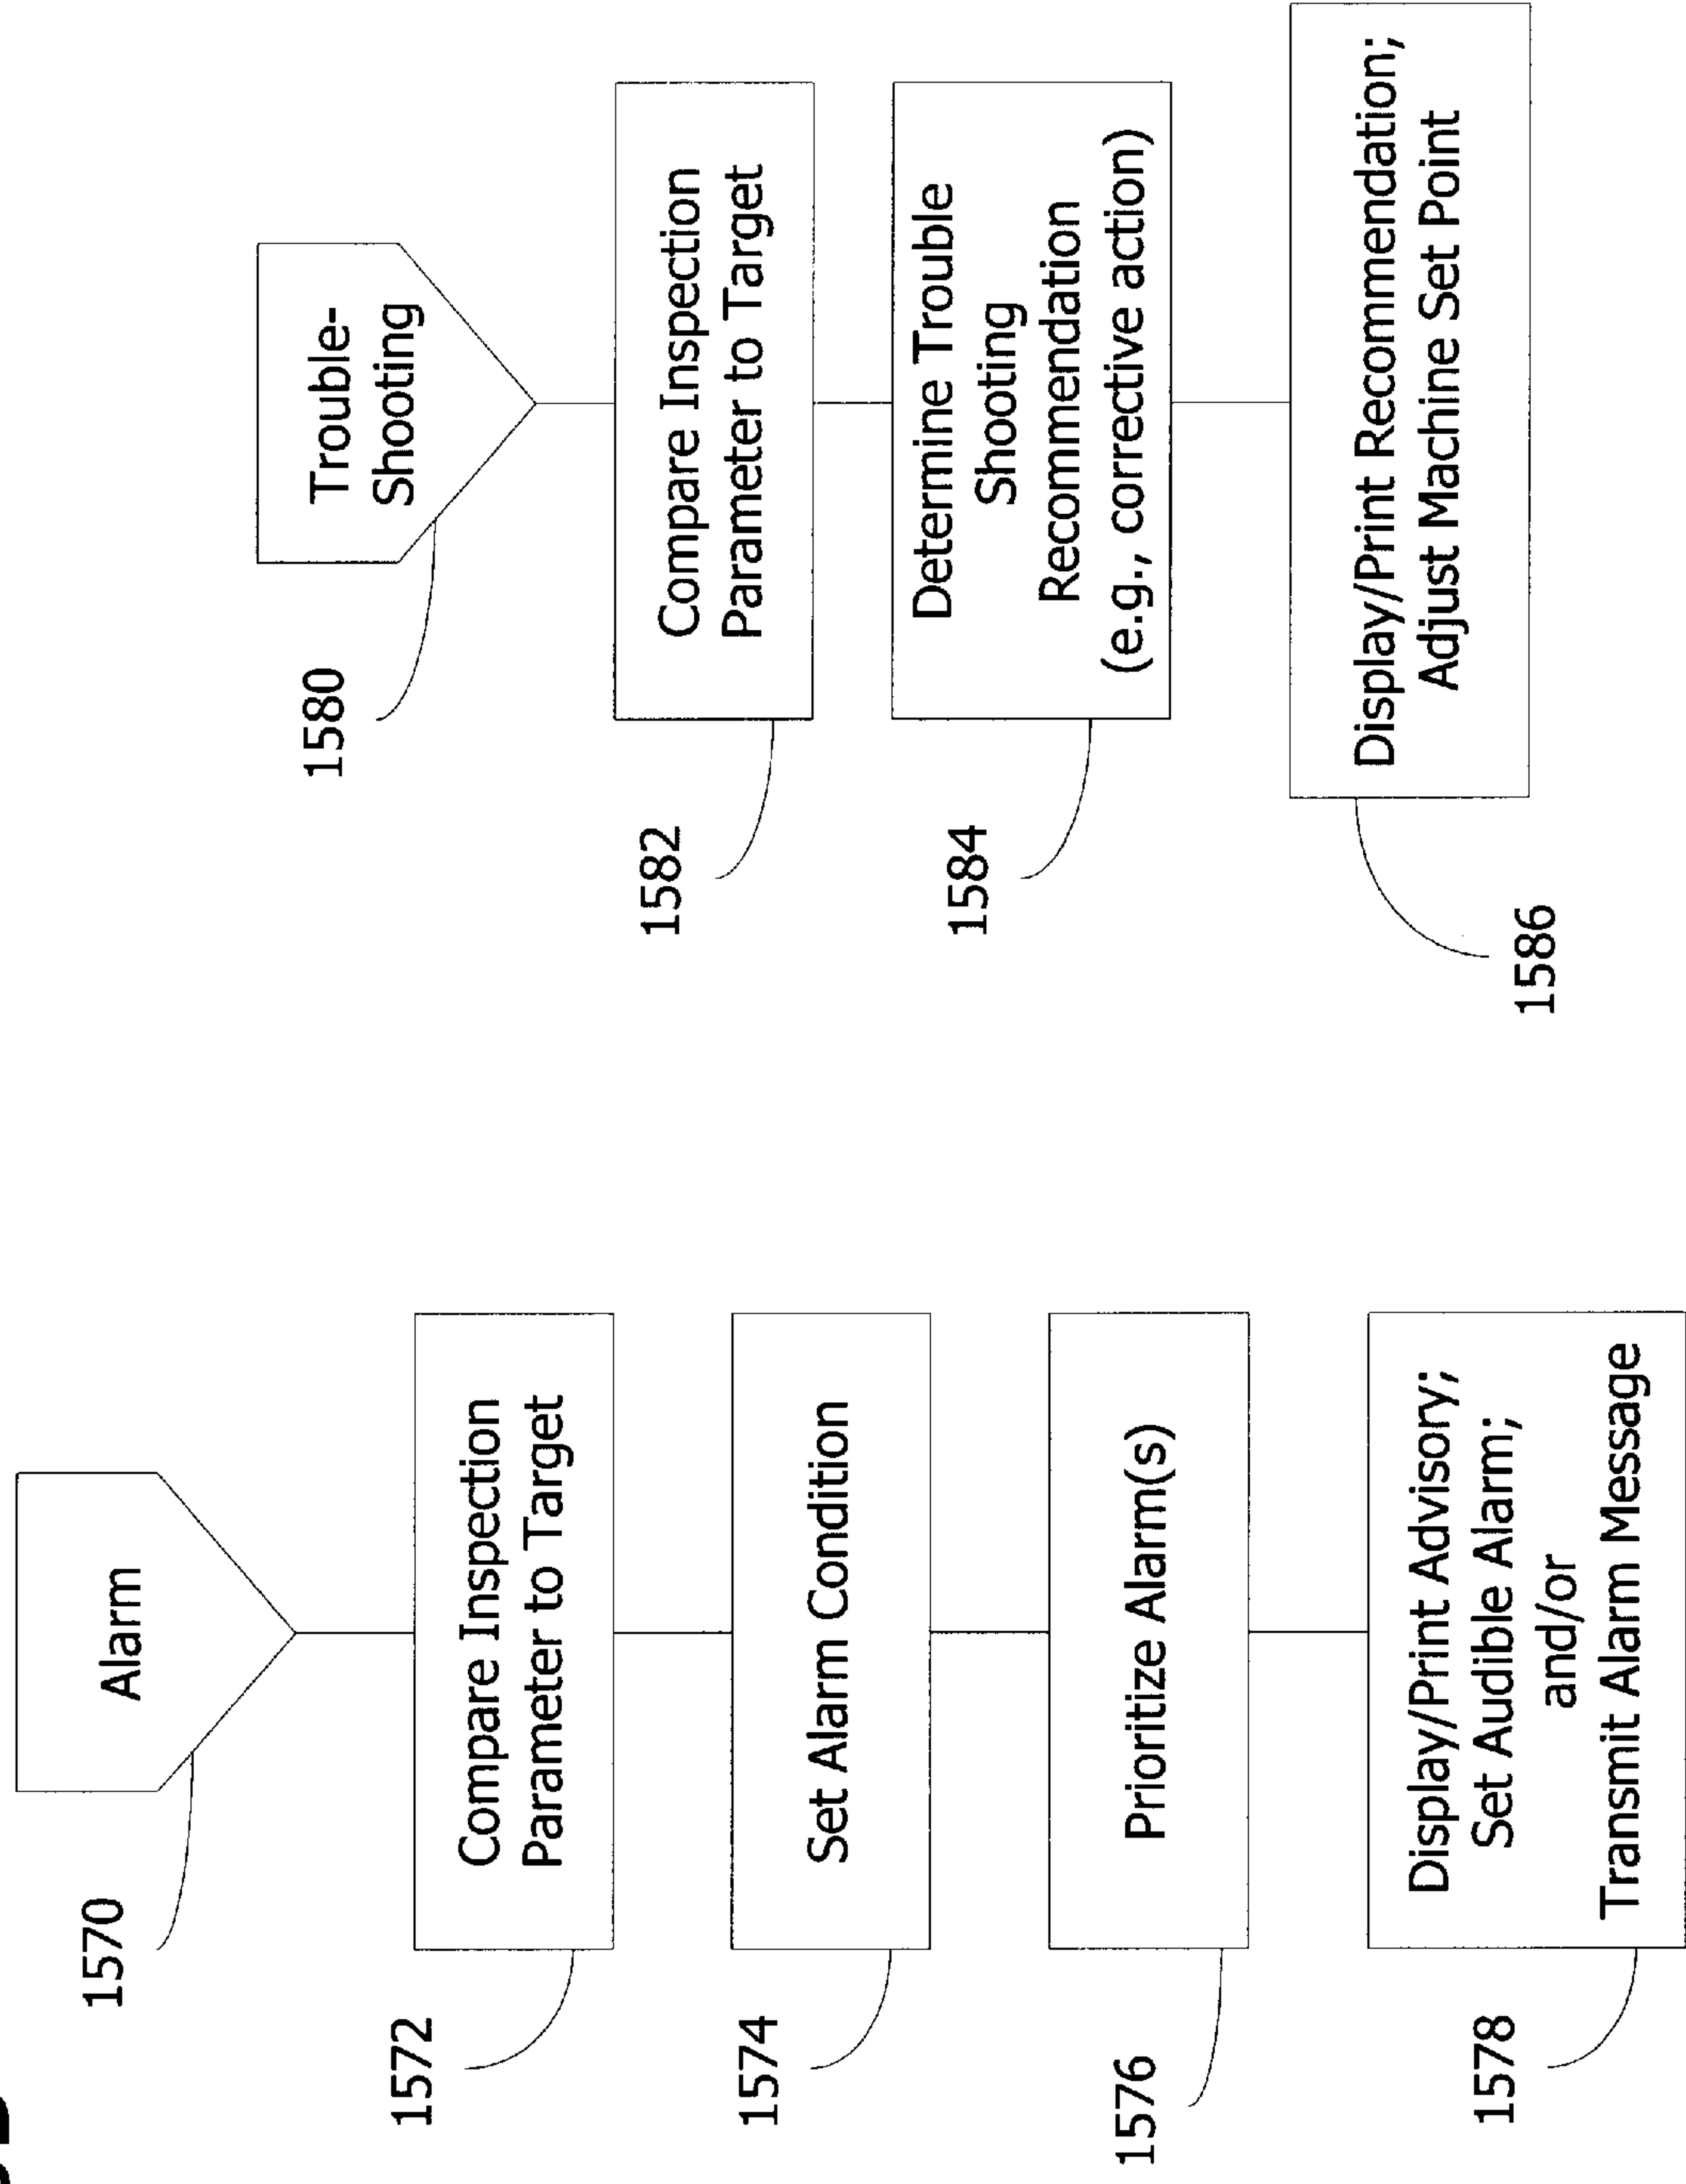 1570
Alarm
1572
Compare Inspection
Parameter to Target
1574
Set Alarm Condition
1576
Prioritize Alarm(s)
1578
Display/Print Advisory;
Set Audible Alarm;
and/or
Transmit Alarm Message
1580
Trouble-
Shooting
1582
Compare Inspection
Parameter to Target
1584
Determine Trouble
Shooting
Recommendation
(e.g., corrective action)
1586
Display/Print Recommendation;
Adjust Machine Set Point